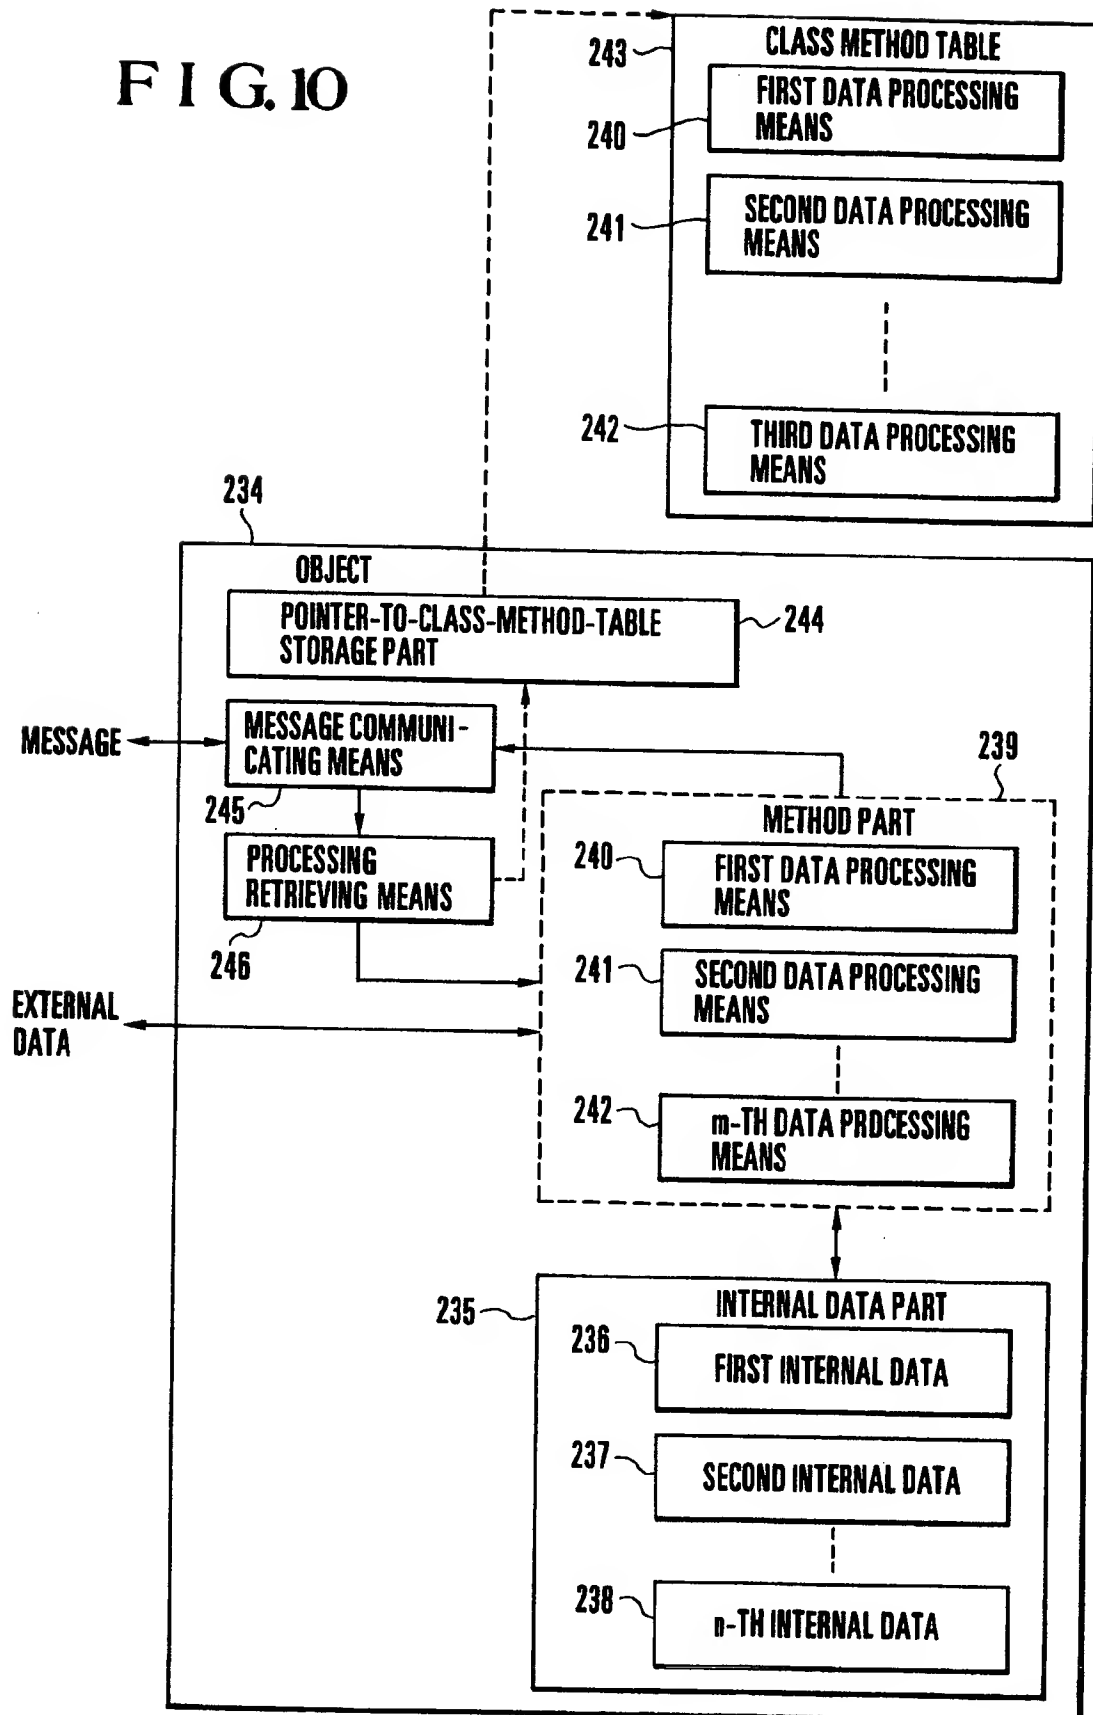 FIG. 10
243
CLASS METHOD TABLE
240
FIRST DATA PROCESSING
MEANS
241
SECOND DATA PROCESSING
MEANS
242
THIRD DATA PROCESSING
MEANS
234
OBJECT
POINTER-TO-CLASS-METHOD-TABLE
STORAGE PART
244
MESSAGE
MESSAGE COMMUNI-
CATING MEANS
245
PROCESSING
RETRIEVING MEANS
246
EXTERNAL
DATA
239
METHOD PART
240
FIRST DATA PROCESSING
MEANS
241
SECOND DATA PROCESSING
MEANS
242
m-TH DATA PRDCESSING
MEANS
235
INTERNAL DATA PART
236
FIRST INTERNAL DATA
237
SECOND INTERNAL DATA
238
n-TH INTERNAL DATA